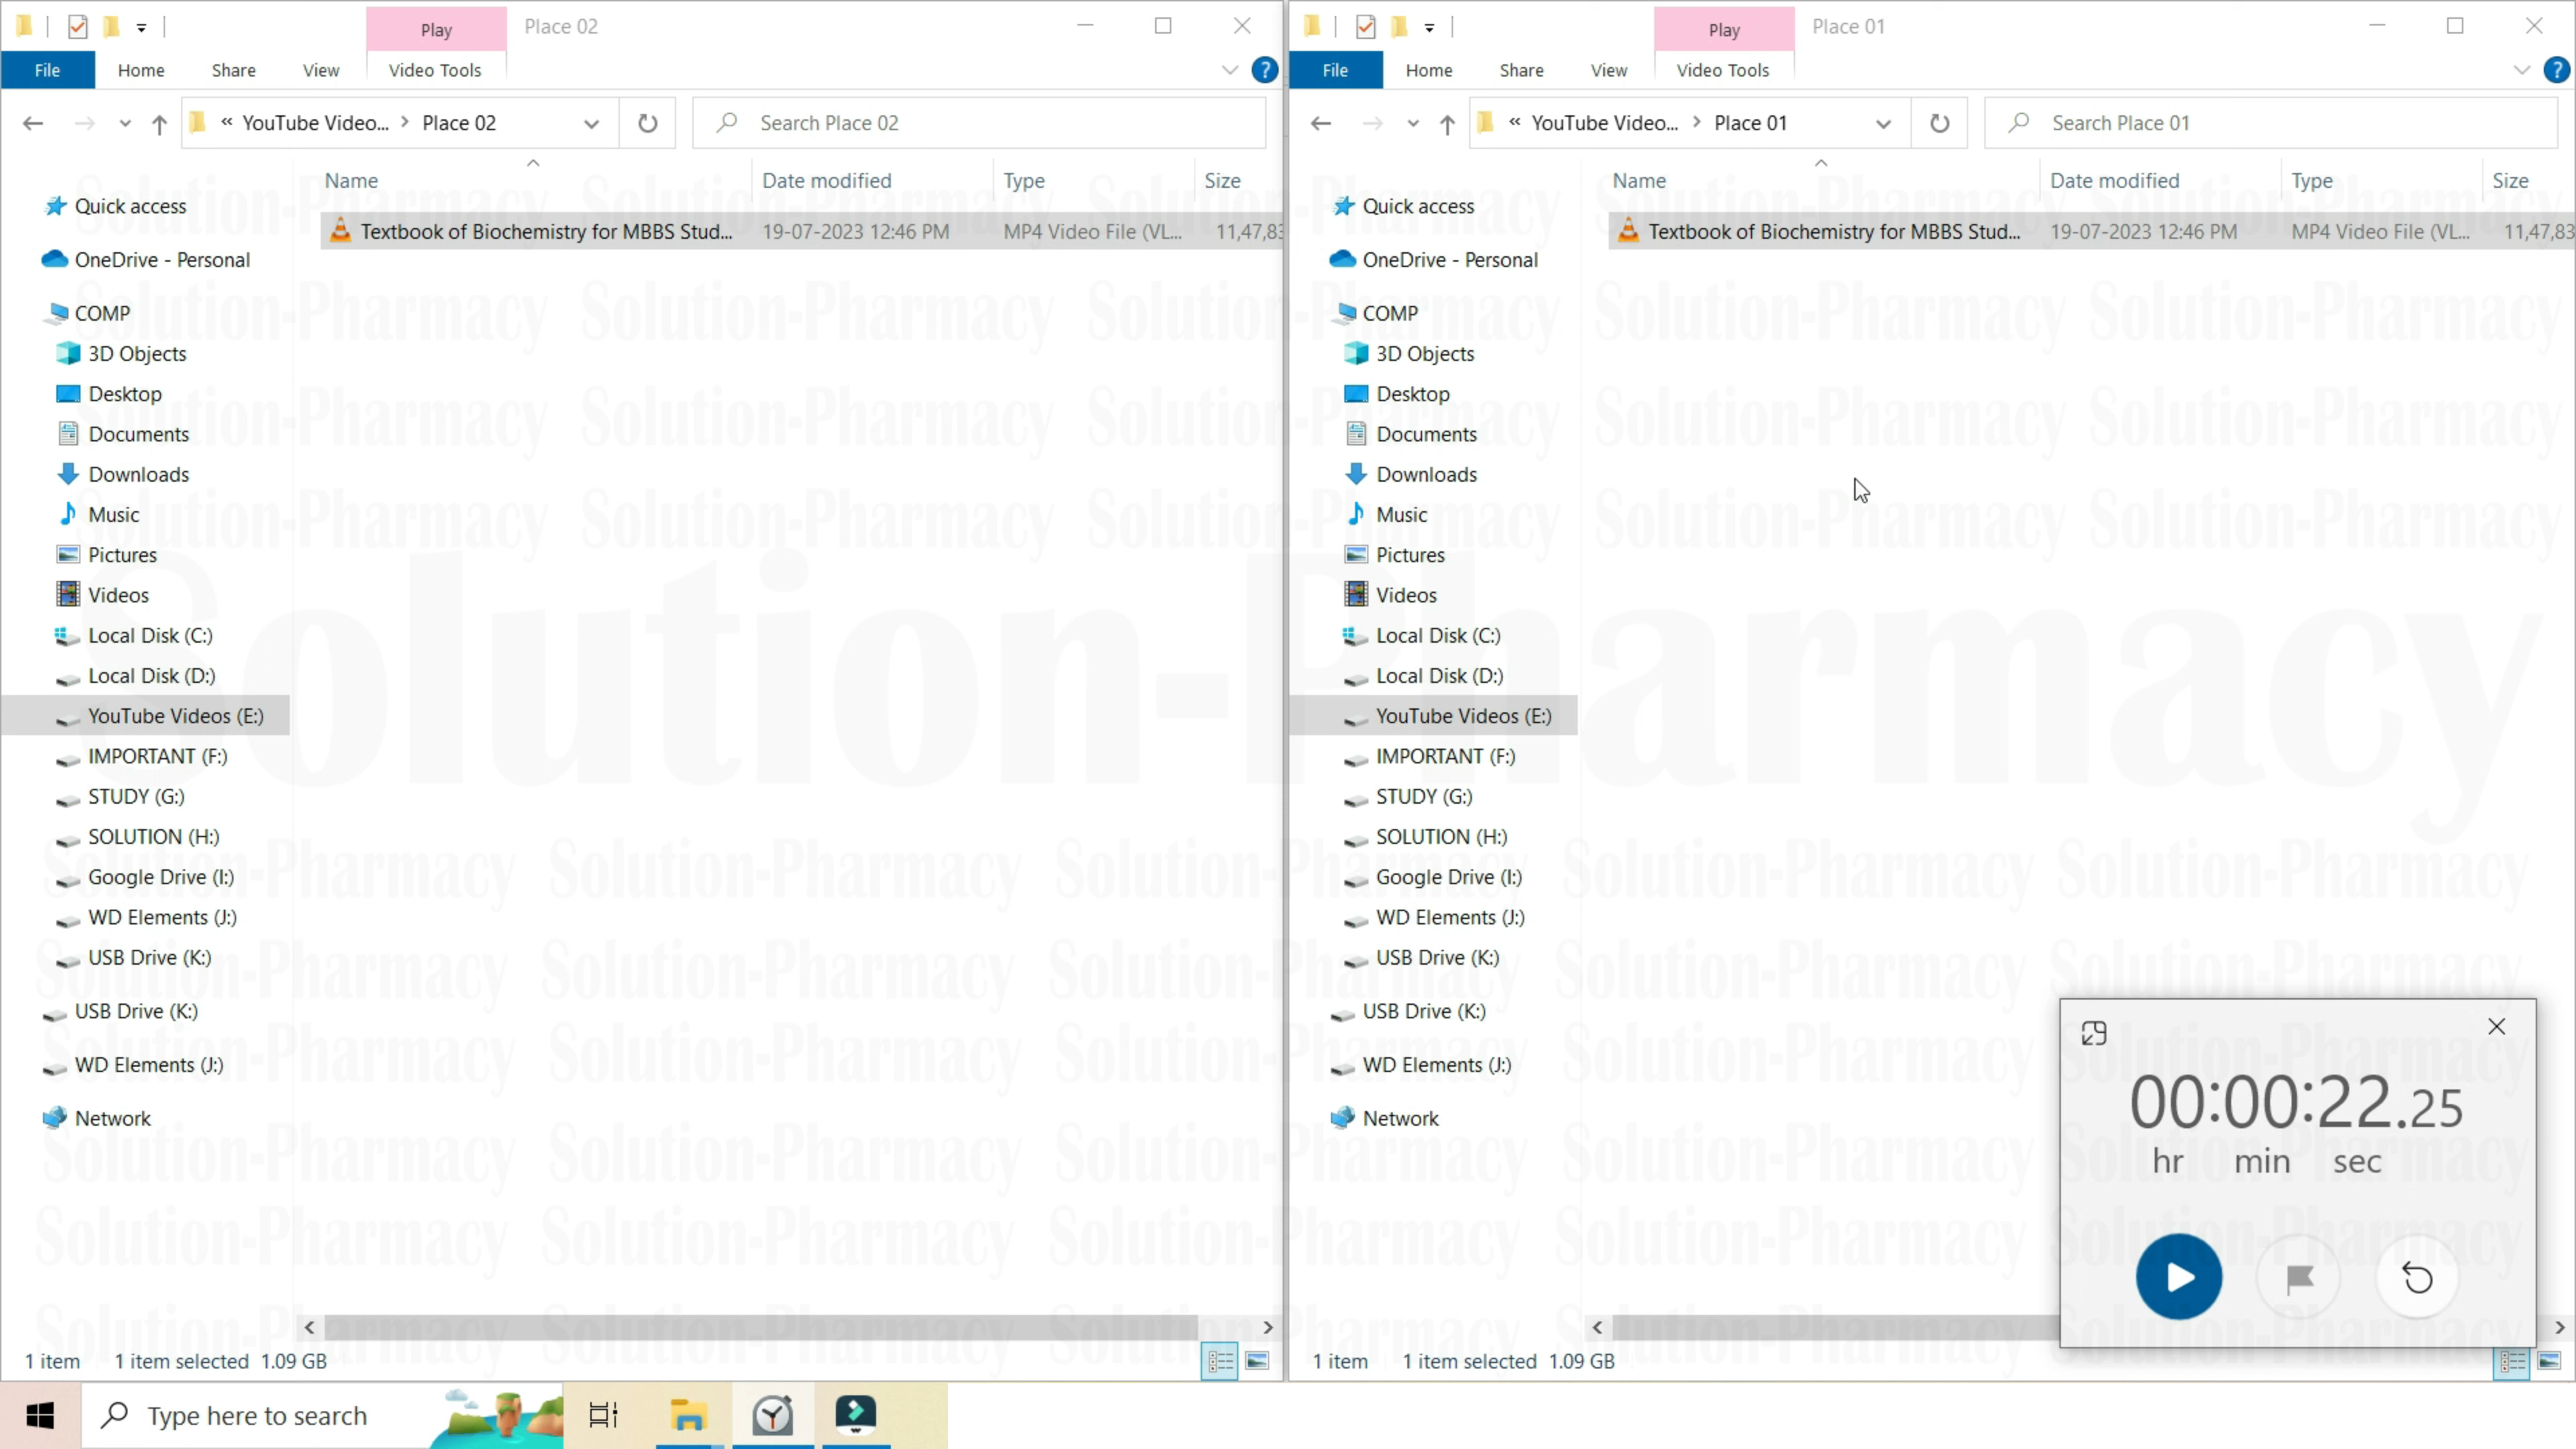 Play
Place 02
File
Home
Share
View
Video Tools
« YouTube Video... > Place 02
Search Place 02
Name
Date modified
Type
Size
Textbook of Biochemistry for MBBS Stud...
19-07-2023 12:46 PM
MP4 Video File (VL...
11,47,83
Quick access
OneDrive - Personal
COMP
3D Objects
Desktop
Documents
Downloads
Music
Pictures
Videos
Local Disk (C:)
Local Disk (D:)
YouTube Videos (E:)
IMPORTANT (F:)
STUDY (G:)
SOLUTION (H:)
Google Drive (I:)
WD Elements (J:)
USB Drive (K:)
USB Drive (K:)
WD Elements (J:)
Network
1 item
1 item selected 1.09 GB
Play
Place 01
File
Home
Share
View
Video Tools
« YouTube Video... > Place 01
Search Place 01
Name
Date modified
Type
Size
Textbook of Biochemistry for MBBS Stud...
19-07-2023 12:46 PM
MP4 Video File (VL...
11,47,83
Quick access
OneDrive - Personal
COMP
3D Objects
Desktop
Documents
Downloads
Music
Pictures
Videos
Local Disk (C:)
Local Disk (D:)
YouTube Videos (E:)
IMPORTANT (F:)
STUDY (G:)
SOLUTION (H:)
Google Drive (I:)
WD Elements (J:)
USB Drive (K:)
USB Drive (K:)
WD Elements (J:)
Network
1 item
1 item selected 1.09 GB
00:00:22.25
hr min sec
Type here to search
Solution-Pharmacy